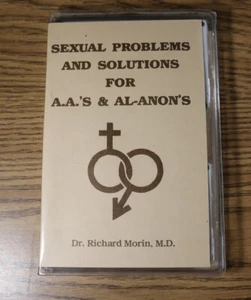 SEXUAL PROBLEMS
AND SOLUTIONS
FOR
A.A.'S & AL-ANON'S
Dr. Richard Morin, M.D.